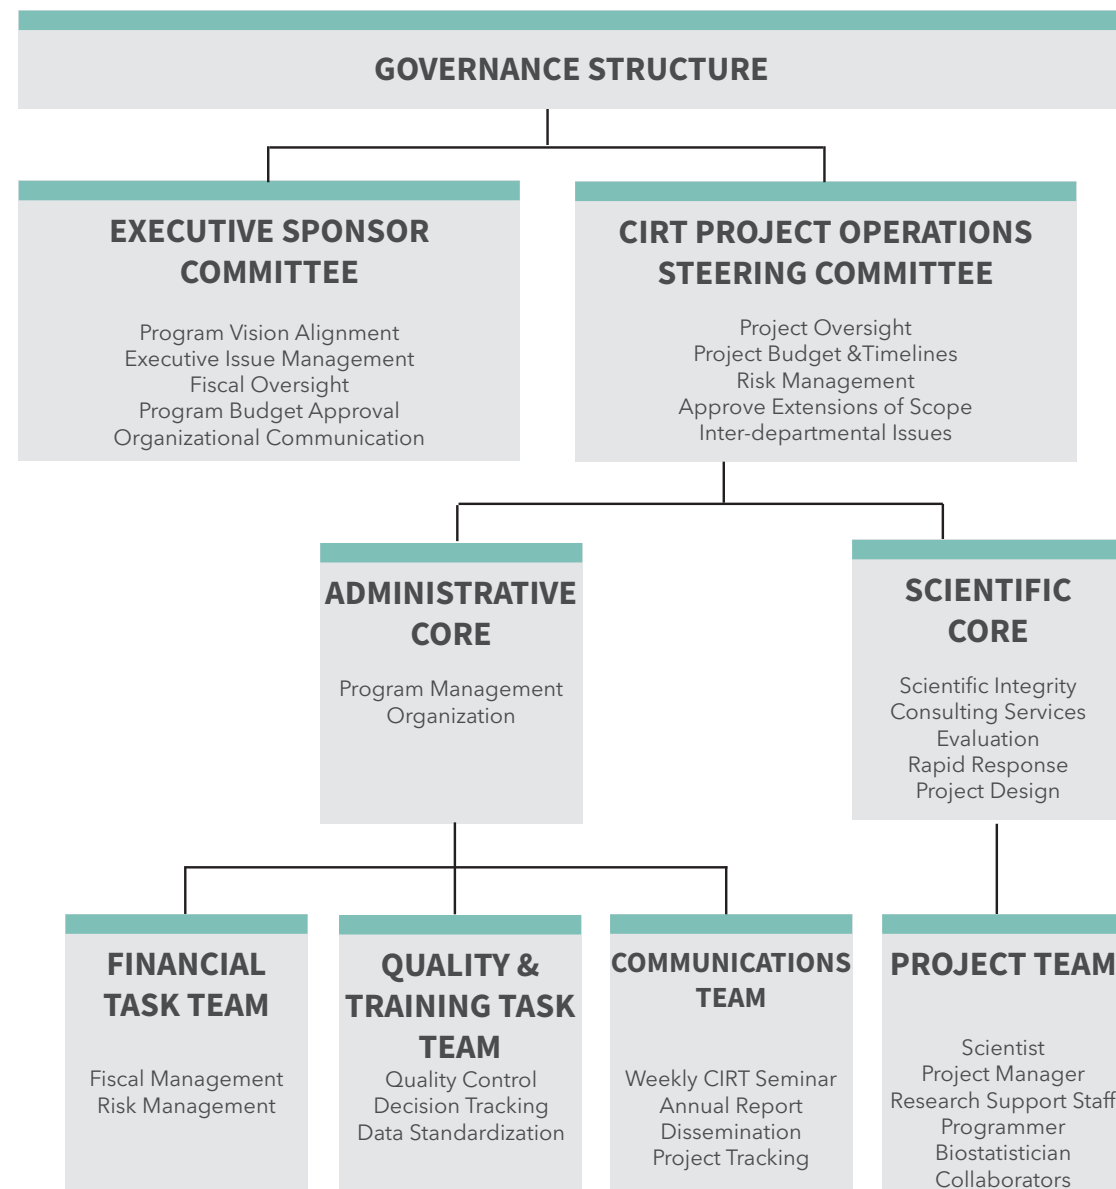 GOVERNANCE STRUCTURE
EXECUTIVE SPONSOR
COMMITTEE
Program Vision Alignment
Executive Issue Management
Fiscal Oversight
Program Budget Approval
Organizational Communication
CIRT PROJECT OPERATIONS
STEERING COMMITTEE
Project Oversight
Project Budget &Timelines
Risk Management
Approve Extensions of Scope
Inter-departmental Issues
ADMINISTRATIVE
CORE
Program Management
Organization
SCIENTIFIC
CORE
Scientific Integrity
Consulting Services
Evaluation
Rapid Response
Project Design
FINANCIAL
TASK TEAM
Fiscal Management
Risk Management
QUALITY &
TRAINING TASK
TEAM
Quality Control
Decision Tracking
Data Standardization
COMMUNICATIONS
TEAM
Weekly CIRT Seminar
Annual Report
Dissemination
Project Tracking
PROJECT TEAM
Scientist
Project Manager
Research Support Staff
Programmer
Biostatistician
Collaborators